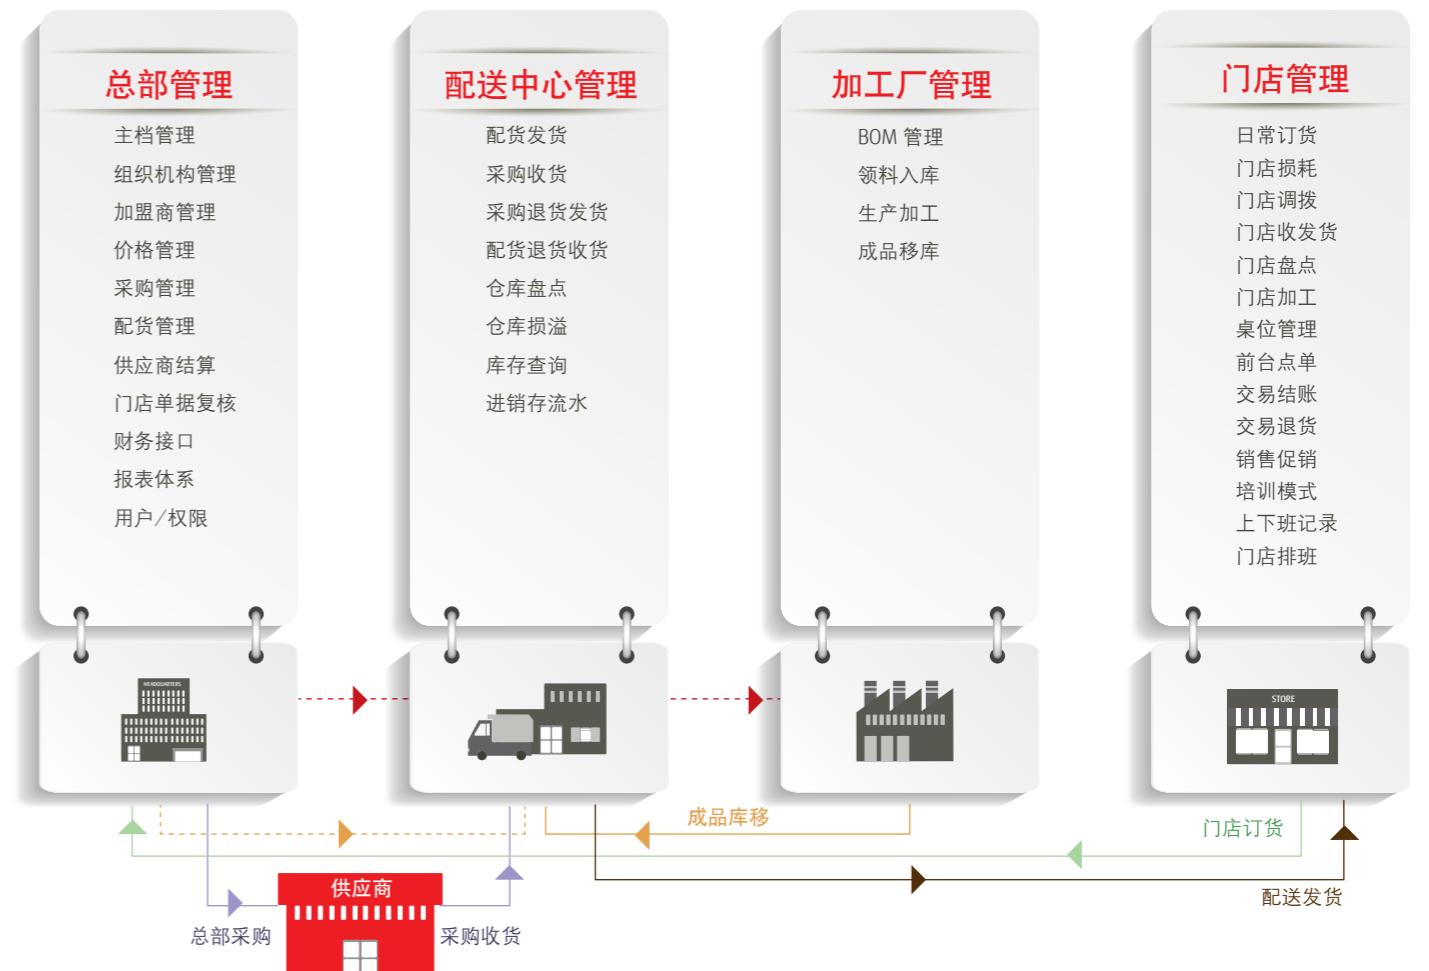 总部管理
主档管理
组织机构管理
加盟商管理
价格管理
采购管理
配货管理
供应商结算
门店单据复核
财务接口
报表体系
用户/权限
HEADQUARTERS
配送中心管理
配货发货
采购收货
采购退货发货
配货退货收货
仓库盘点
仓库损溢
库存查询
进销存流水
加工厂管理
BOM 管理
领料入库
生产加工
成品移库
门店管理
日常订货
门店损耗
门店调拨
门店收发货
门店盘点
门店加工
桌位管理
前台点单
交易结账
交易退货
销售促销
培训模式
上下班记录
门店排班
STORE
成品库移
门店订货
供应商
配送发货
总部采购
采购收货